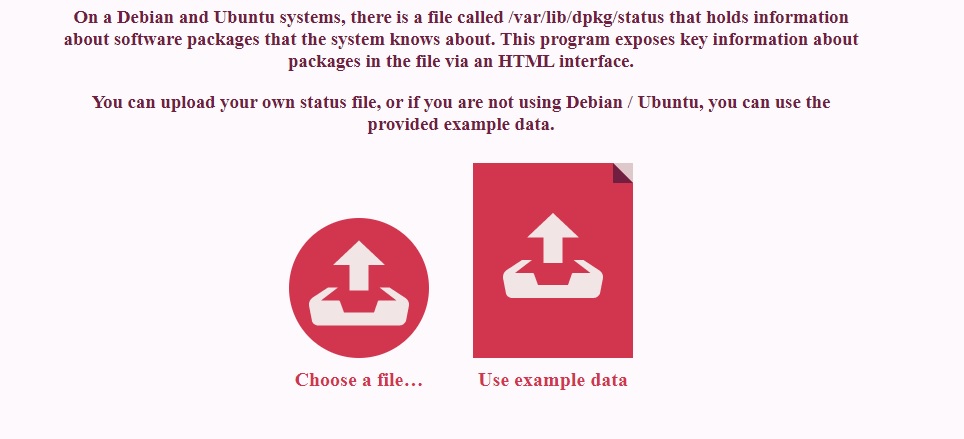 On a Debian and Ubuntu systems, there is a file called /var/lib/dpkg/status that holds information
about software packages that the system knows about. This program exposes key information about
packages in the file via an HTML interface.
You can upload your own status file, or if you are not using Debian / Ubuntu, you can use the
provided example data.
Choose a file…
Use example data